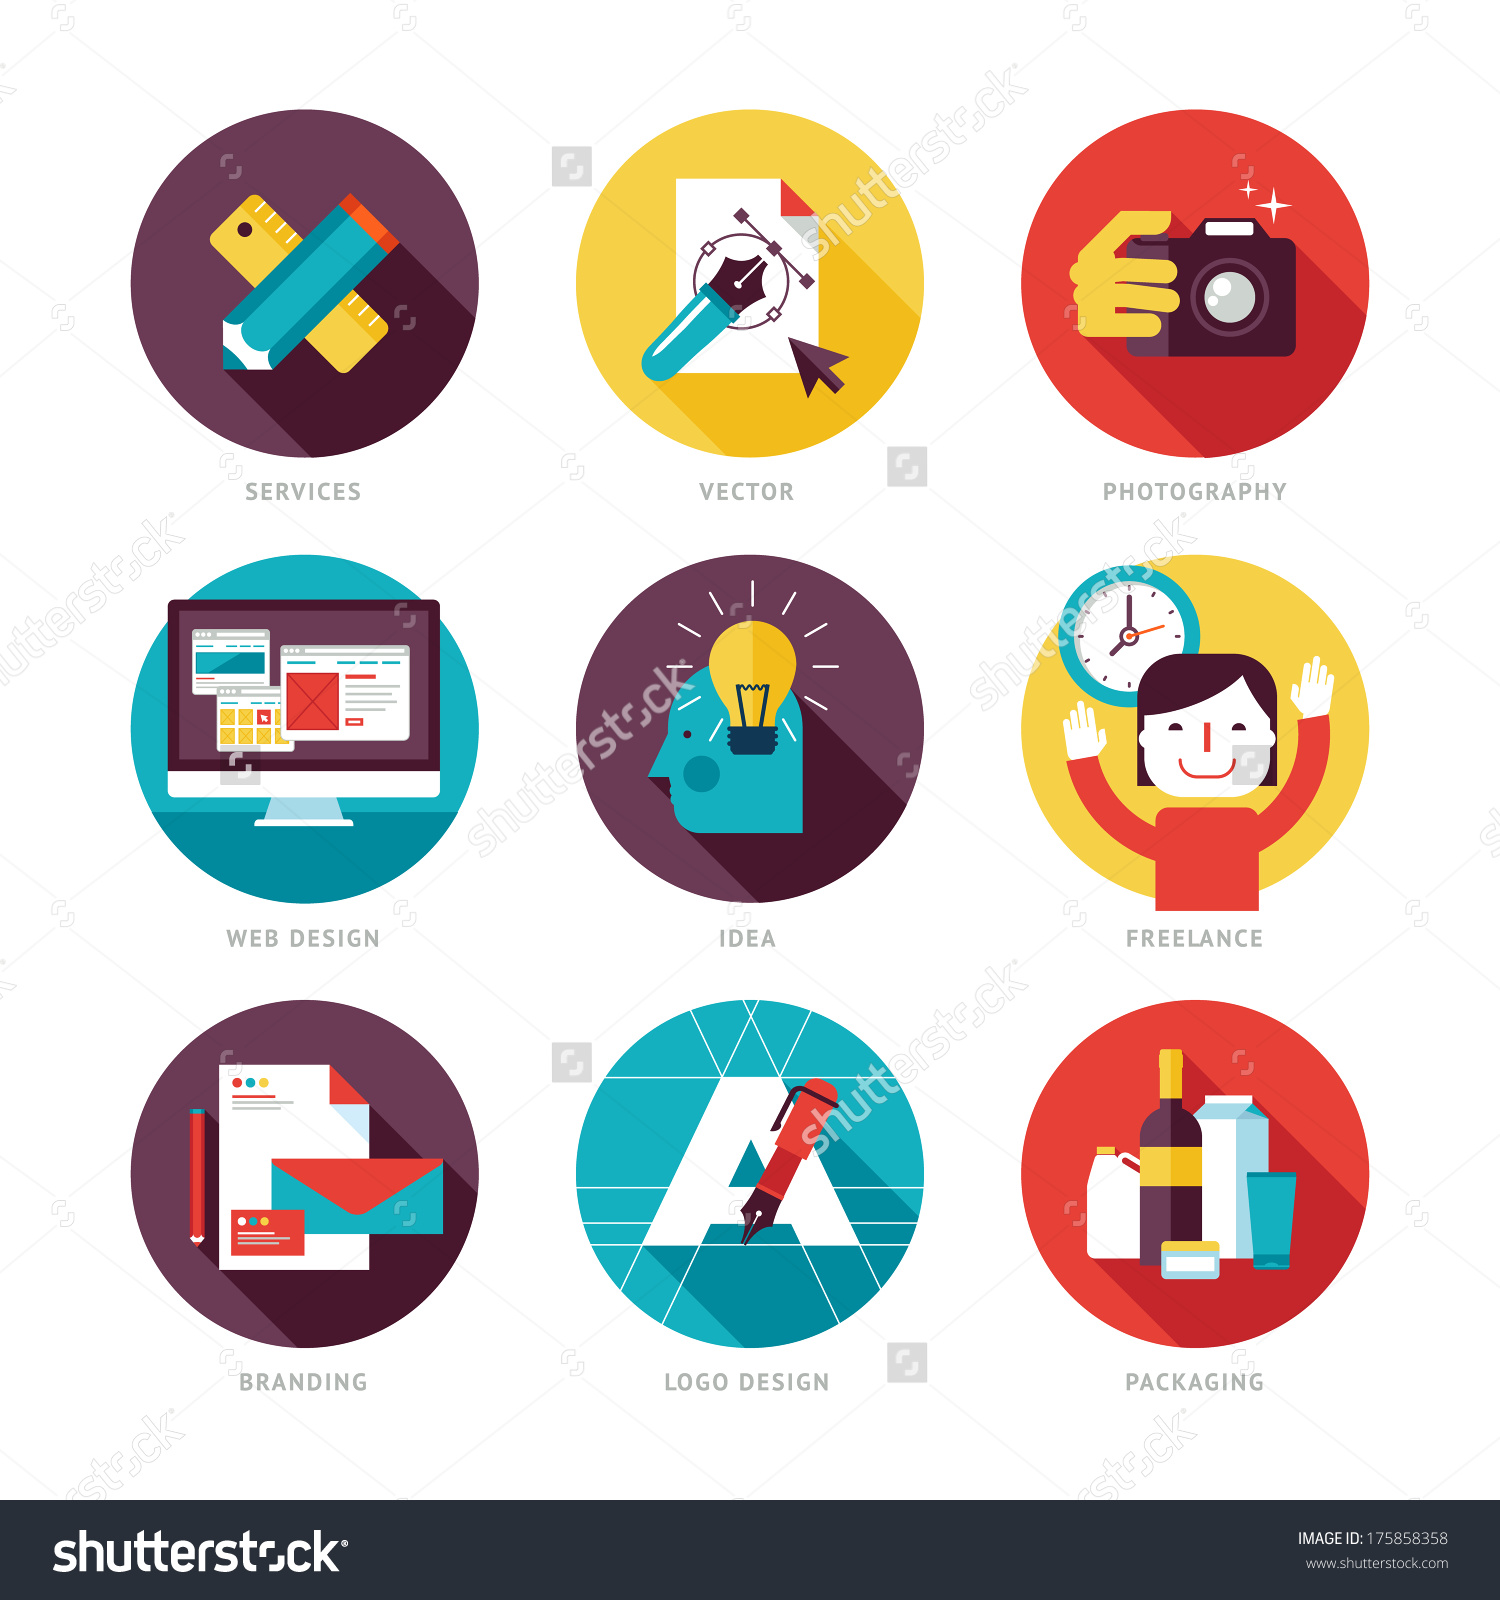 SERVICES
VECTOR
PHOTOGRAPHY
WEB DESIGN
IDEA
FREELANCE
BRANDING
LOGO DESIGN
PACKAGING
shutterstock
IMAGE ID: 175858358
www.shutterstock.com